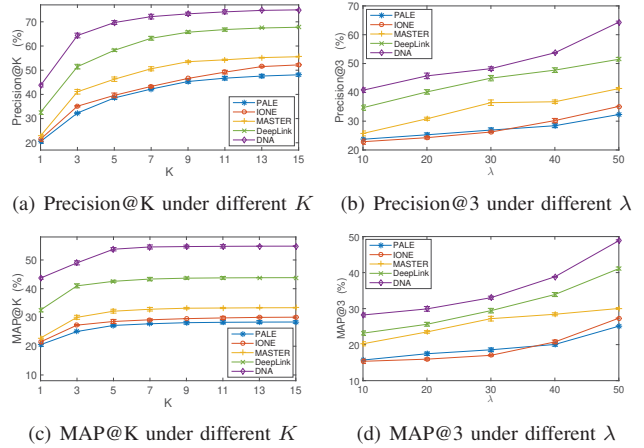 70
60
50
40
30
20
Precision@K (%)
PALE
IONE
MASTER
DeepLink
DNA
1 3 5 7 9 11 13 15
K
70
60
50
40
30
20
Precision@3 (%)
PALE
IONE
MASTER
DeepLink
DNA
10 20 30 40 50
λ
(a) Precision@K under different K
(b) Precision@3 under different λ
50
40
30
20
10
MAP@K (%)
PALE
IONE
MASTER
DeepLink
DNA
1 3 5 7 9 11 13 15
K
50
40
30
20
10
MAP@3 (%)
PALE
IONE
MASTER
DeepLink
DNA
10 20 30 40 50
λ
(c) MAP@K under different K
(d) MAP@3 under different λ